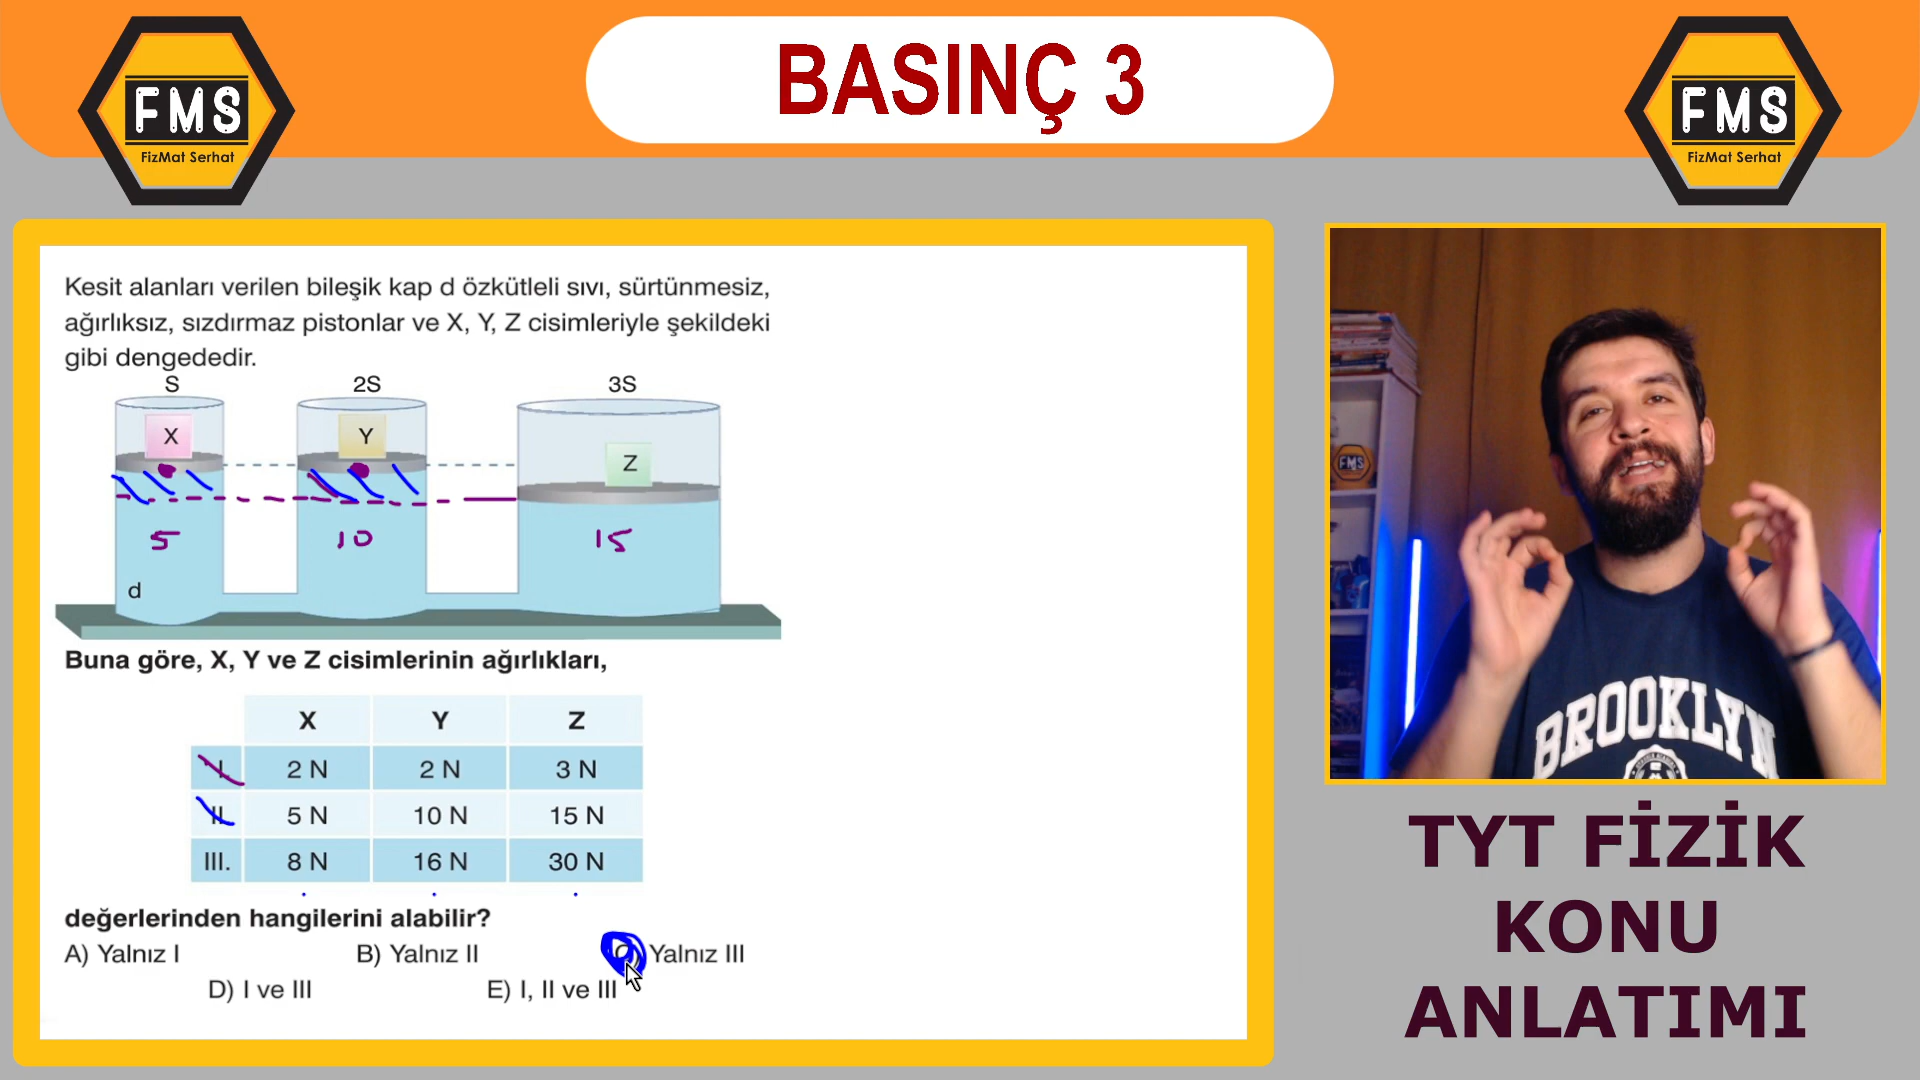 BASINÇ 3
FMS
FizMat Serhat
FMS
FizMat Serhat
Kesit alanları verilen bileşik kap d özkütleli sıvı, sürtünmesiz,
ağırlıksız, sızdırmaz pistonlar ve X, Y, Z cisimleriyle şekildeki
gibi dengededir.
S 2S 3S
X Y Z
5 10 15
d
Buna göre, X, Y ve Z cisimlerinin ağırlıkları,
X Y Z
I. 2 N 2 N 3 N
II. 5 N 10 N 15 N
III. 8 N 16 N 30 N
değerlerinden hangilerini alabilir?
A) Yalnız I B) Yalnız II C) Yalnız III
D) I ve III E) I, II ve III
FMS
BROOKLYN
TYT FİZİK
KONU
ANLATIMI